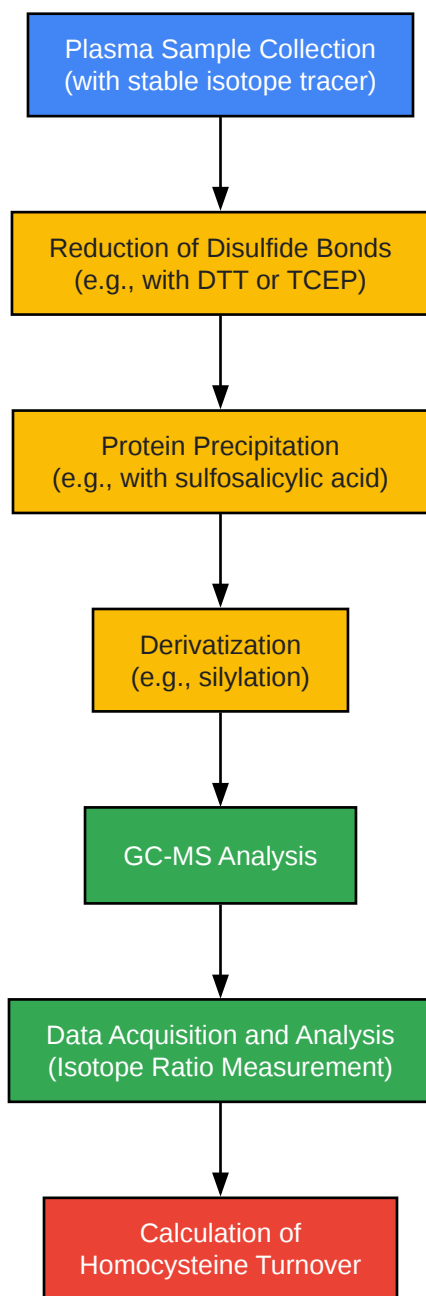 Plasma Sample Collection
(with stable isotope tracer)
Reduction of Disulfide Bonds
(e.g., with DTT or TCEP)
Protein Precipitation
(e.g., with sulfosalicylic acid)
Derivatization
(e.g., silylation)
GC-MS Analysis
Data Acquisition and Analysis
(Isotope Ratio Measurement)
Calculation of
Homocysteine Turnover